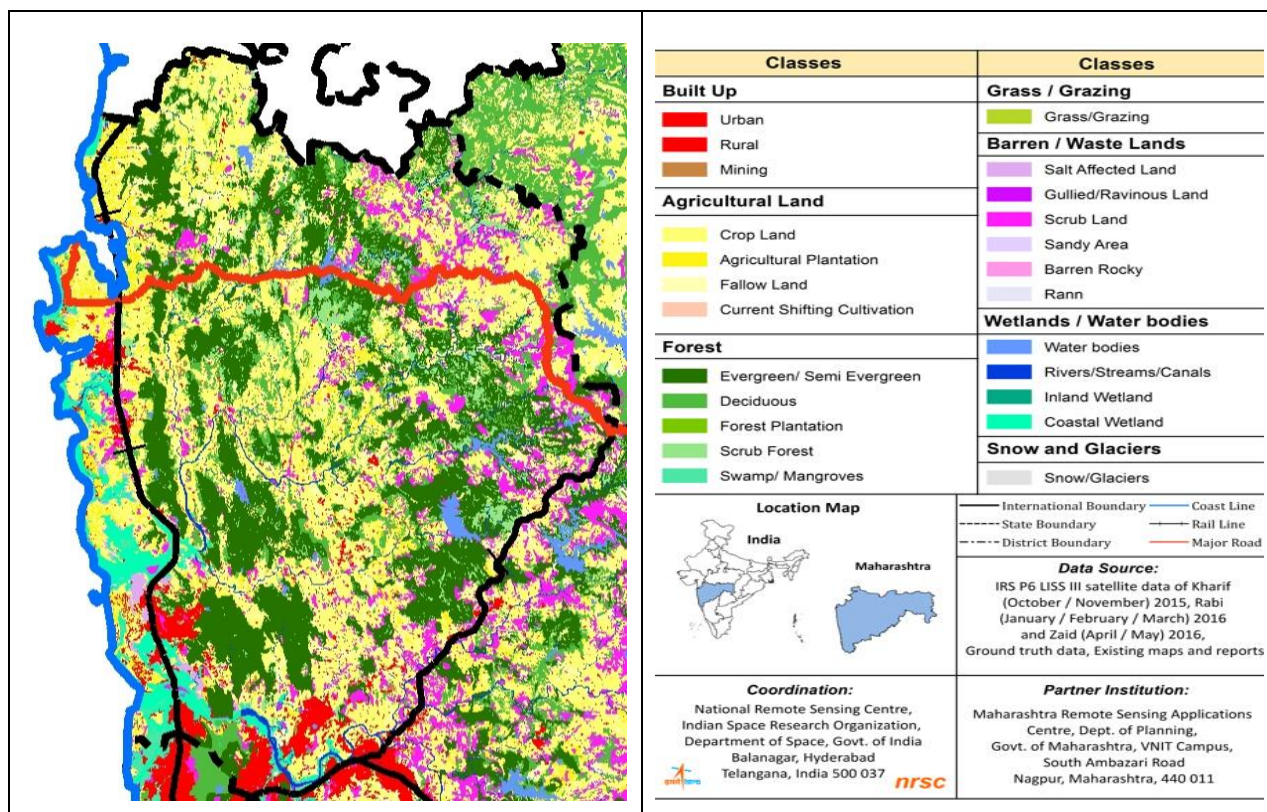 Classes
Built Up
Urban
Rural
Mining
Agricultural Land
Crop Land
Agricultural Plantation
Fallow Land
Current Shifting Cultivation
Forest
Evergreen/ Semi Evergreen
Deciduous
Forest Plantation
Scrub Forest
Swamp/ Mangroves
Classes
Grass / Grazing
Grass/Grazing
Barren / Waste Lands
Salt Affected Land
Gullied/Ravinous Land
Scrub Land
Sandy Area
Barren Rocky
Rann
Wetlands / Water bodies
Water bodies
Rivers/Streams/Canals
Inland Wetland
Coastal Wetland
Snow and Glaciers
Snow/Glaciers
Location Map
India
Maharashtra
International Boundary
Coast Line
State Boundary
Rail Line
District Boundary
Major Road
Data Source:
IRS P6 LISS III satellite data of Kharif
(October / November) 2015, Rabi
(January / February / March) 2016
and Zaid (April / May) 2016,
Ground truth data, Existing maps and reports
Coordination:
National Remote Sensing Centre,
Indian Space Research Organization,
Department of Space, Govt. of India
Balanagar, Hyderabad
Telangana, India 500 037
nrsc
Partner Institution:
Maharashtra Remote Sensing Applications
Centre, Dept. of Planning,
Govt. of Maharashtra, VNIT Campus,
South Ambazari Road
Nagpur, Maharashtra, 440 011